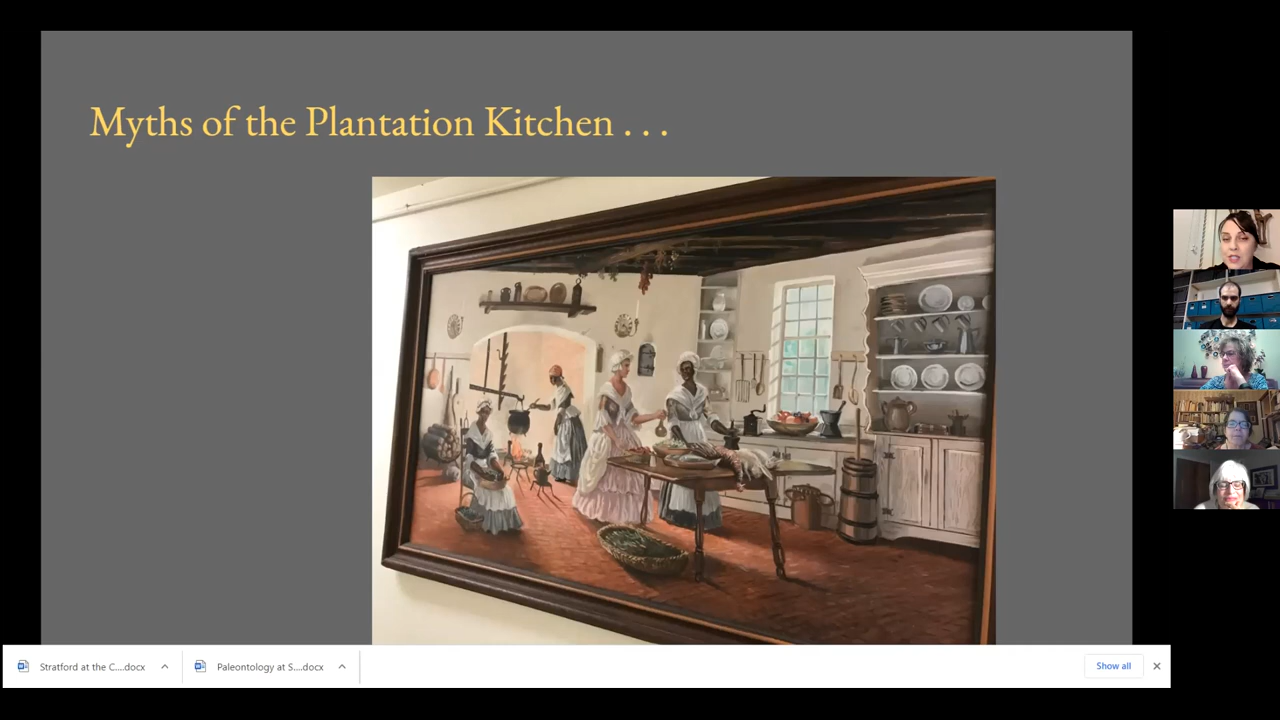 Myths of the Plantation Kitchen . . .
Stratford at the C....docx
Paleontology at S....docx
Show all